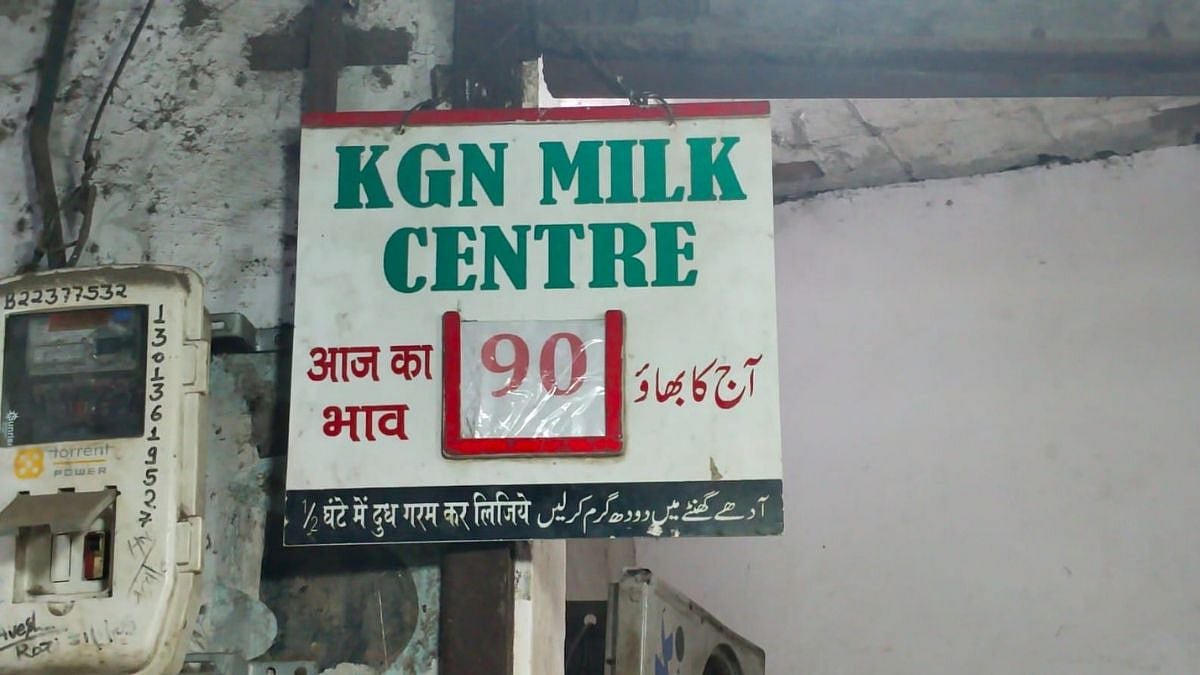 KGN MILK
CENTRE
आज का
भाव
90
آج کا بھاؤ
½ घंटे में दुध गरम कर लिजिये آدھے گھنٹے میں دودھ گرم کرلیں
B22377532
1301361952
torrent
POWER